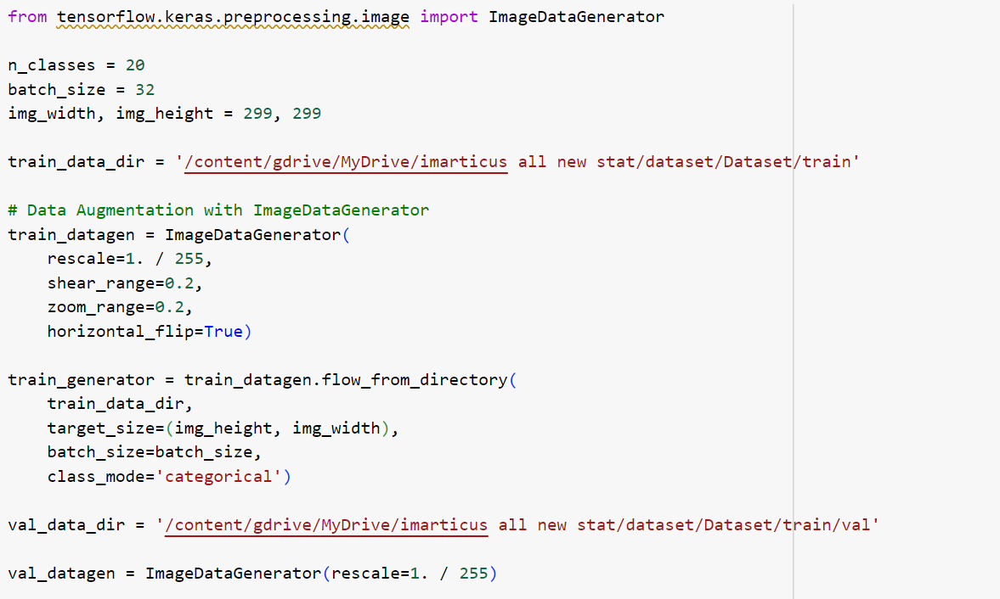 from tensorflow.keras.preprocessing.image import ImageDataGenerator
n_classes = 20
batch_size = 32
img_width, img_height = 299, 299
train_data_dir = '/content/gdrive/MyDrive/imarticus all new stat/dataset/Dataset/train'
# Data Augmentation with ImageDataGenerator
train_datagen = ImageDataGenerator(
    rescale=1. / 255,
    shear_range=0.2,
    zoom_range=0.2,
    horizontal_flip=True)
train_generator = train_datagen.flow_from_directory(
    train_data_dir,
    target_size=(img_height, img_width),
    batch_size=batch_size,
    class_mode='categorical')
val_data_dir = '/content/gdrive/MyDrive/imarticus all new stat/dataset/Dataset/train/val'
val_datagen = ImageDataGenerator(rescale=1. / 255)